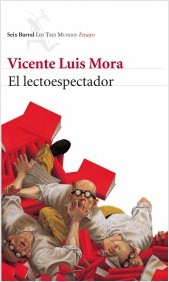 Seix Barral Los Tres Mundos Ensayo
Vicente Luis Mora
El lectoespectador